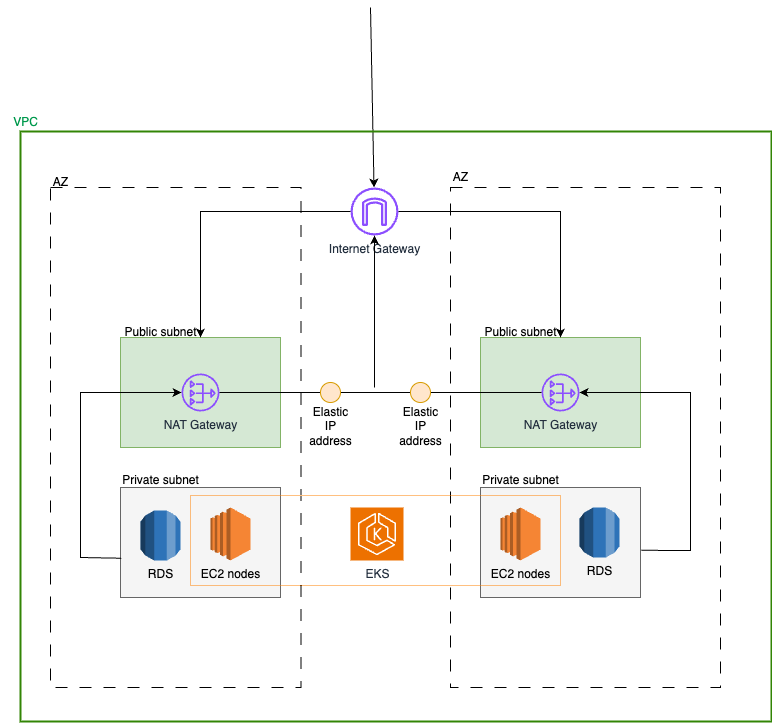 VPC
AZ
AZ
Internet Gateway
Public subnet
Public subnet
NAT Gateway
Elastic
IP
address
Elastic
IP
address
NAT Gateway
Private subnet
Private subnet
RDS
EC2 nodes
K
EKS
EC2 nodes
RDS